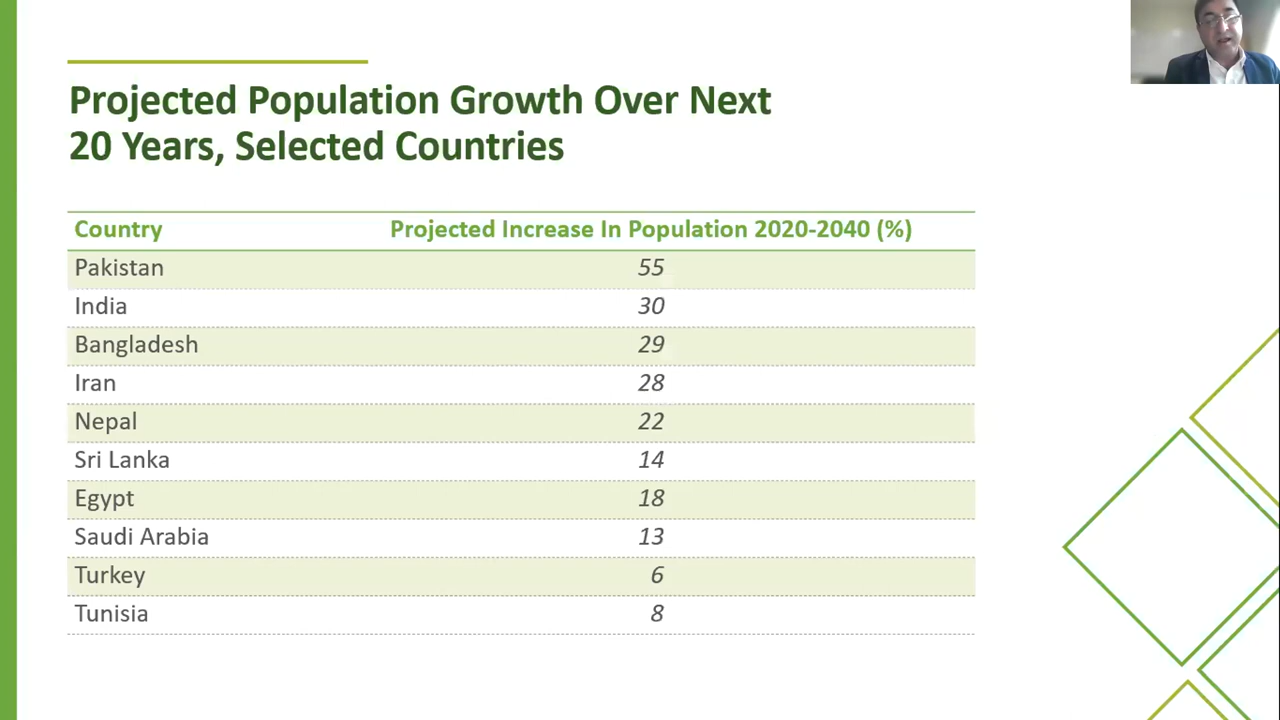 Projected Population Growth Over Next
20 Years, Selected Countries
Country Projected Increase In Population 2020-2040 (%)
Pakistan 55
India 30
Bangladesh 29
Iran 28
Nepal 22
Sri Lanka 14
Egypt 18
Saudi Arabia 13
Turkey 6
Tunisia 8